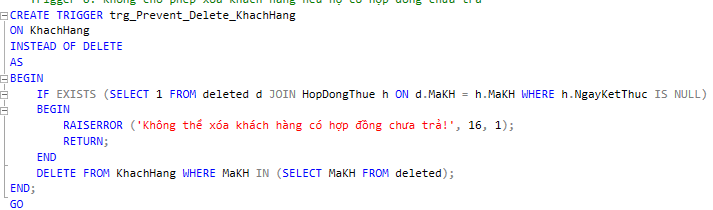 Trigger 6: Không cho phép xóa khách hàng nếu họ có hợp đồng chưa trả
CREATE TRIGGER trg_Prevent_Delete_KhachHang
ON KhachHang
INSTEAD OF DELETE
AS
BEGIN
IF EXISTS (SELECT 1 FROM deleted d JOIN HopDongThue h ON d.MaKH = h.MaKH WHERE h.NgayKetThuc IS NULL)
BEGIN
RAISERROR ('Không thể xóa khách hàng có hợp đồng chưa trả!', 16, 1);
RETURN;
END
DELETE FROM KhachHang WHERE MaKH IN (SELECT MaKH FROM deleted);
END;
GO